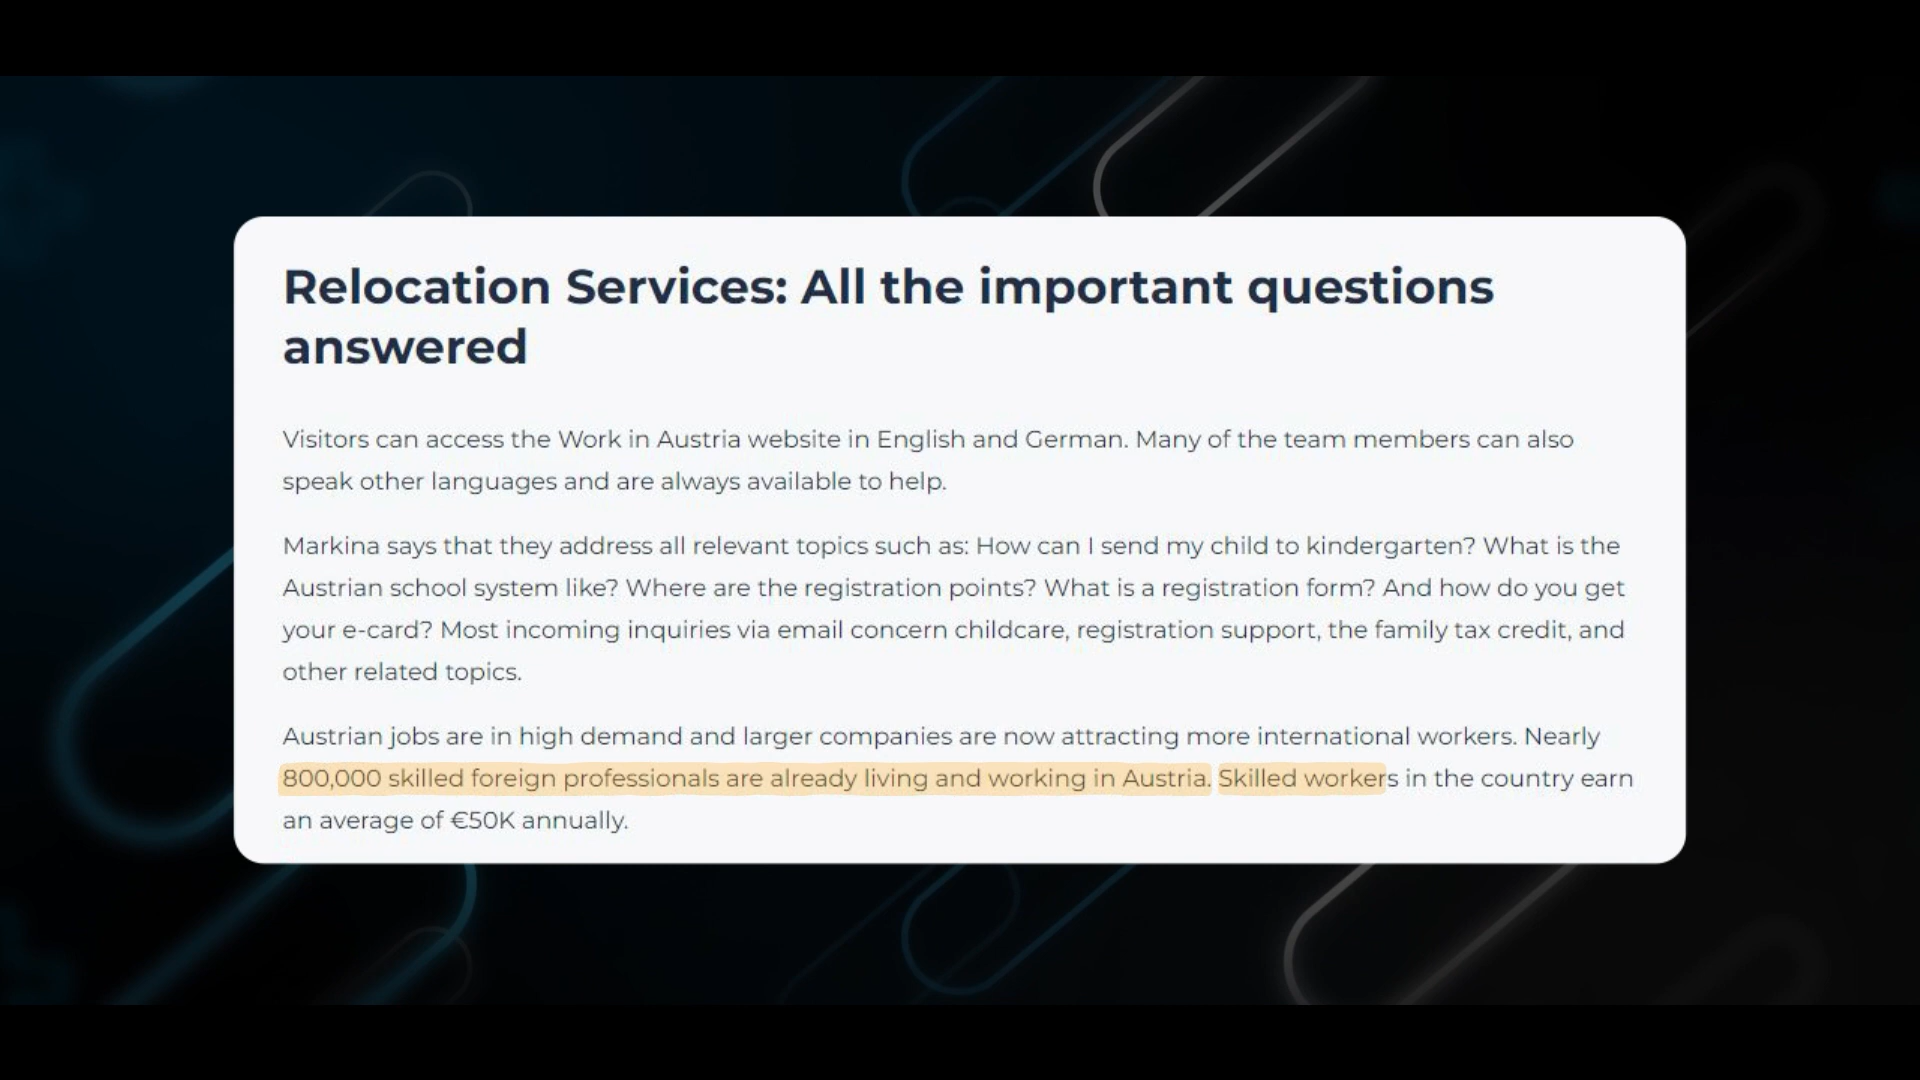 Relocation Services: All the important questions
answered
Visitors can access the Work in Austria website in English and German. Many of the team members can also
speak other languages and are always available to help.
Markina says that they address all relevant topics such as: How can I send my child to kindergarten? What is the
Austrian school system like? Where are the registration points? What is a registration form? And how do you get
your e-card? Most incoming inquiries via email concern childcare, registration support, the family tax credit, and
other related topics.
Austrian jobs are in high demand and larger companies are now attracting more international workers. Nearly
800,000 skilled foreign professionals are already living and working in Austria. Skilled workers in the country earn
an average of €50K annually.